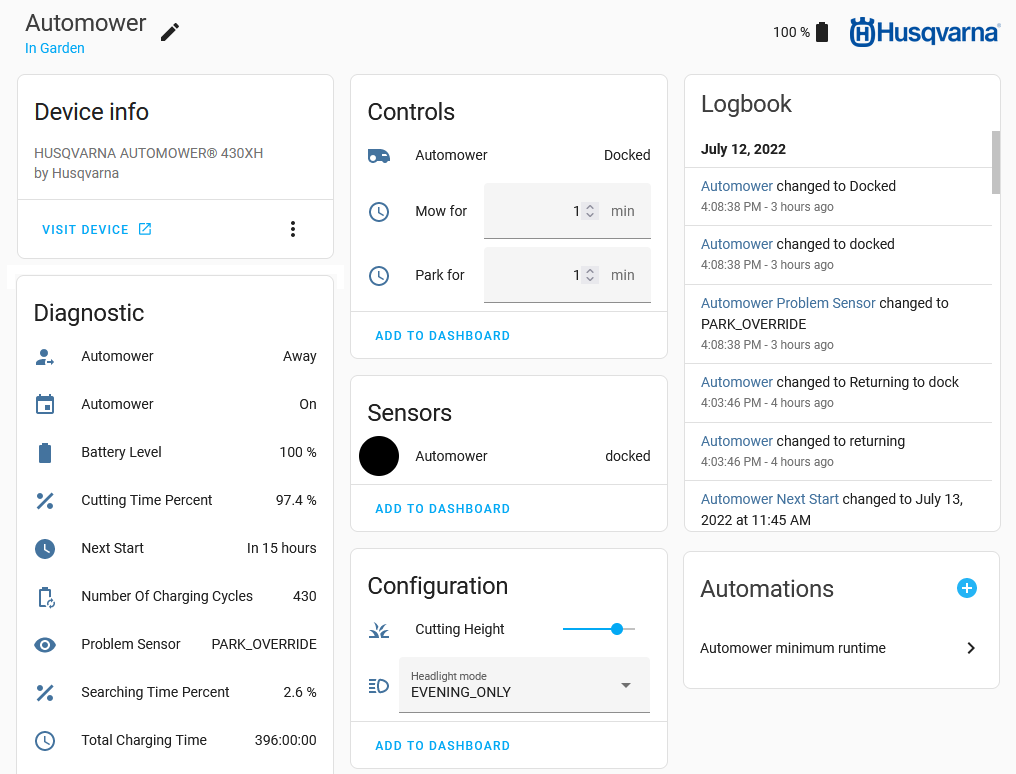 Automower
In Garden
100 %
Husqvarna
Device info
HUSQVARNA AUTOMOWER® 430XH
by Husqvarna
VISIT DEVICE
Diagnostic
Automower Away
Automower On
Battery Level 100 %
Cutting Time Percent 97.4 %
Next Start In 15 hours
Number Of Charging Cycles 430
Problem Sensor PARK_OVERRIDE
Searching Time Percent 2.6 %
Total Charging Time 396:00:00
Controls
Automower Docked
Mow for 1 min
Park for 1 min
ADD TO DASHBOARD
Sensors
Automower docked
ADD TO DASHBOARD
Configuration
Cutting Height
Headlight mode
EVENING_ONLY
ADD TO DASHBOARD
Logbook
July 12, 2022
Automower changed to Docked
4:08:38 PM - 3 hours ago
Automower changed to docked
4:08:38 PM - 3 hours ago
Automower Problem Sensor changed to
PARK_OVERRIDE
4:08:38 PM - 3 hours ago
Automower changed to Returning to dock
4:03:46 PM - 4 hours ago
Automower changed to returning
4:03:46 PM - 4 hours ago
Automower Next Start changed to July 13,
2022 at 11:45 AM
Automations
Automower minimum runtime